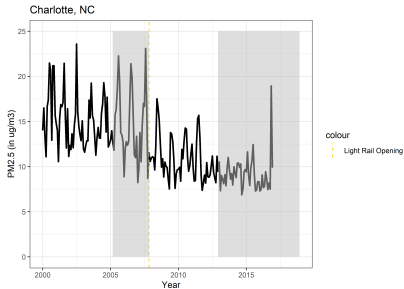 Charlotte, NC
25
20
15
10
5
0
PM2.5 (in ug/m3)
2000
2005
2010
2015
Year
colour
Light Rail Opening